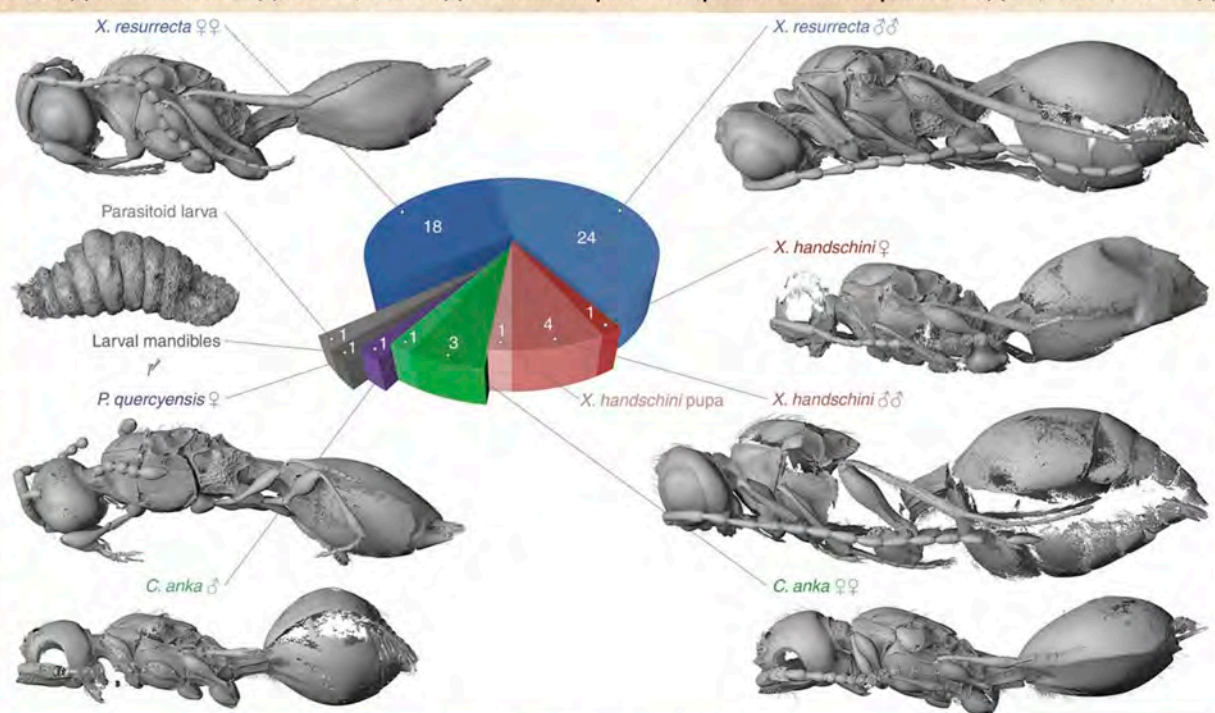 X. resurrecta ♀♀
X. resurrecta ♂♂
18
24
Parasitoid larva
X. handschini ♀
1
1
1
1
3
1
4
1
Larval mandibles
P. quercyensis ♀
X. handschini pupa
X. handschini ♂♂
C. anka ♂
C. anka ♀♀